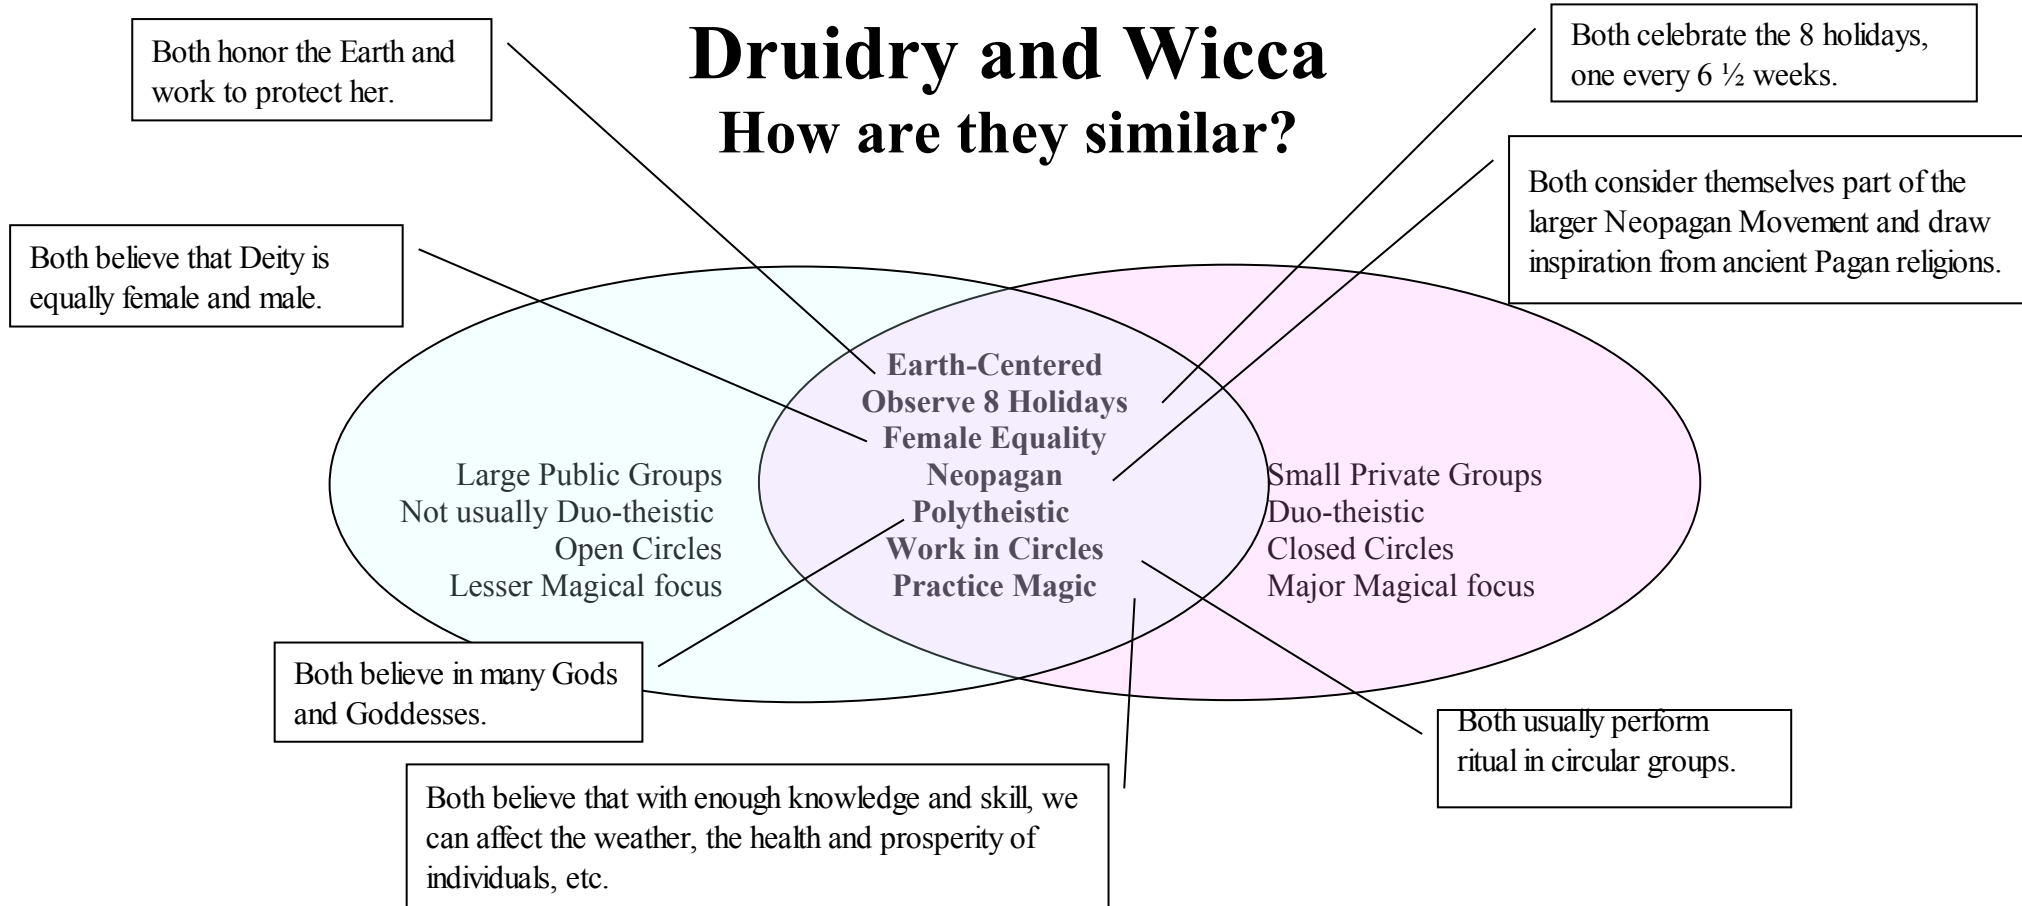 Druidry and Wicca
How are they similar?
Both honor the Earth and
work to protect her.
Both celebrate the 8 holidays,
one every 6 ½ weeks.
Both consider themselves part of the
larger Neopagan Movement and draw
inspiration from ancient Pagan religions.
Both believe that Deity is
equally female and male.
Earth-Centered
Observe 8 Holidays
Female Equality
Neopagan
Polytheistic
Work in Circles
Practice Magic
Large Public Groups
Not usually Duo-theistic
Open Circles
Lesser Magical focus
Small Private Groups
Duo-theistic
Closed Circles
Major Magical focus
Both believe in many Gods
and Goddesses.
Both usually perform
ritual in circular groups.
Both believe that with enough knowledge and skill, we
can affect the weather, the health and prosperity of
individuals, etc.